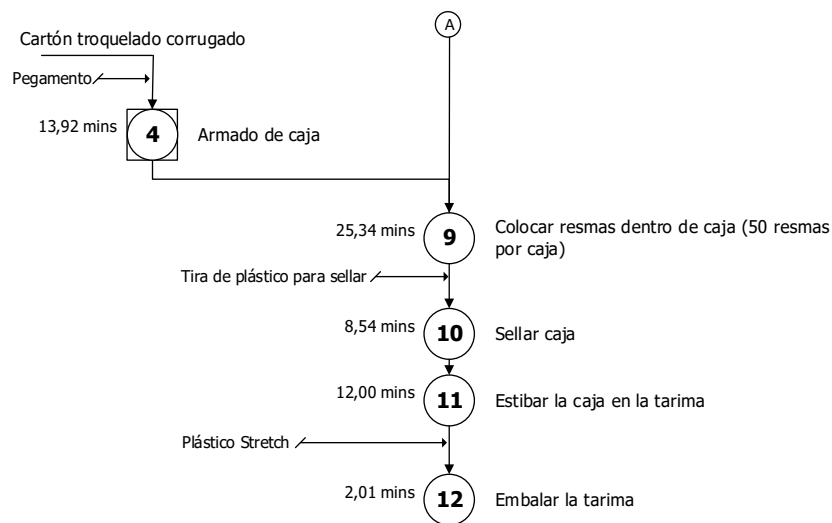 A
Cartón troquelado corrugado
Pegamento
13,92 mins
4
Armado de caja
25,34 mins
9
Colocar resmas dentro de caja (50 resmas
por caja)
Tira de plástico para sellar
8,54 mins
10
Sellar caja
12,00 mins
11
Estibar la caja en la tarima
Plástico Stretch
2,01 mins
12
Embalar la tarima